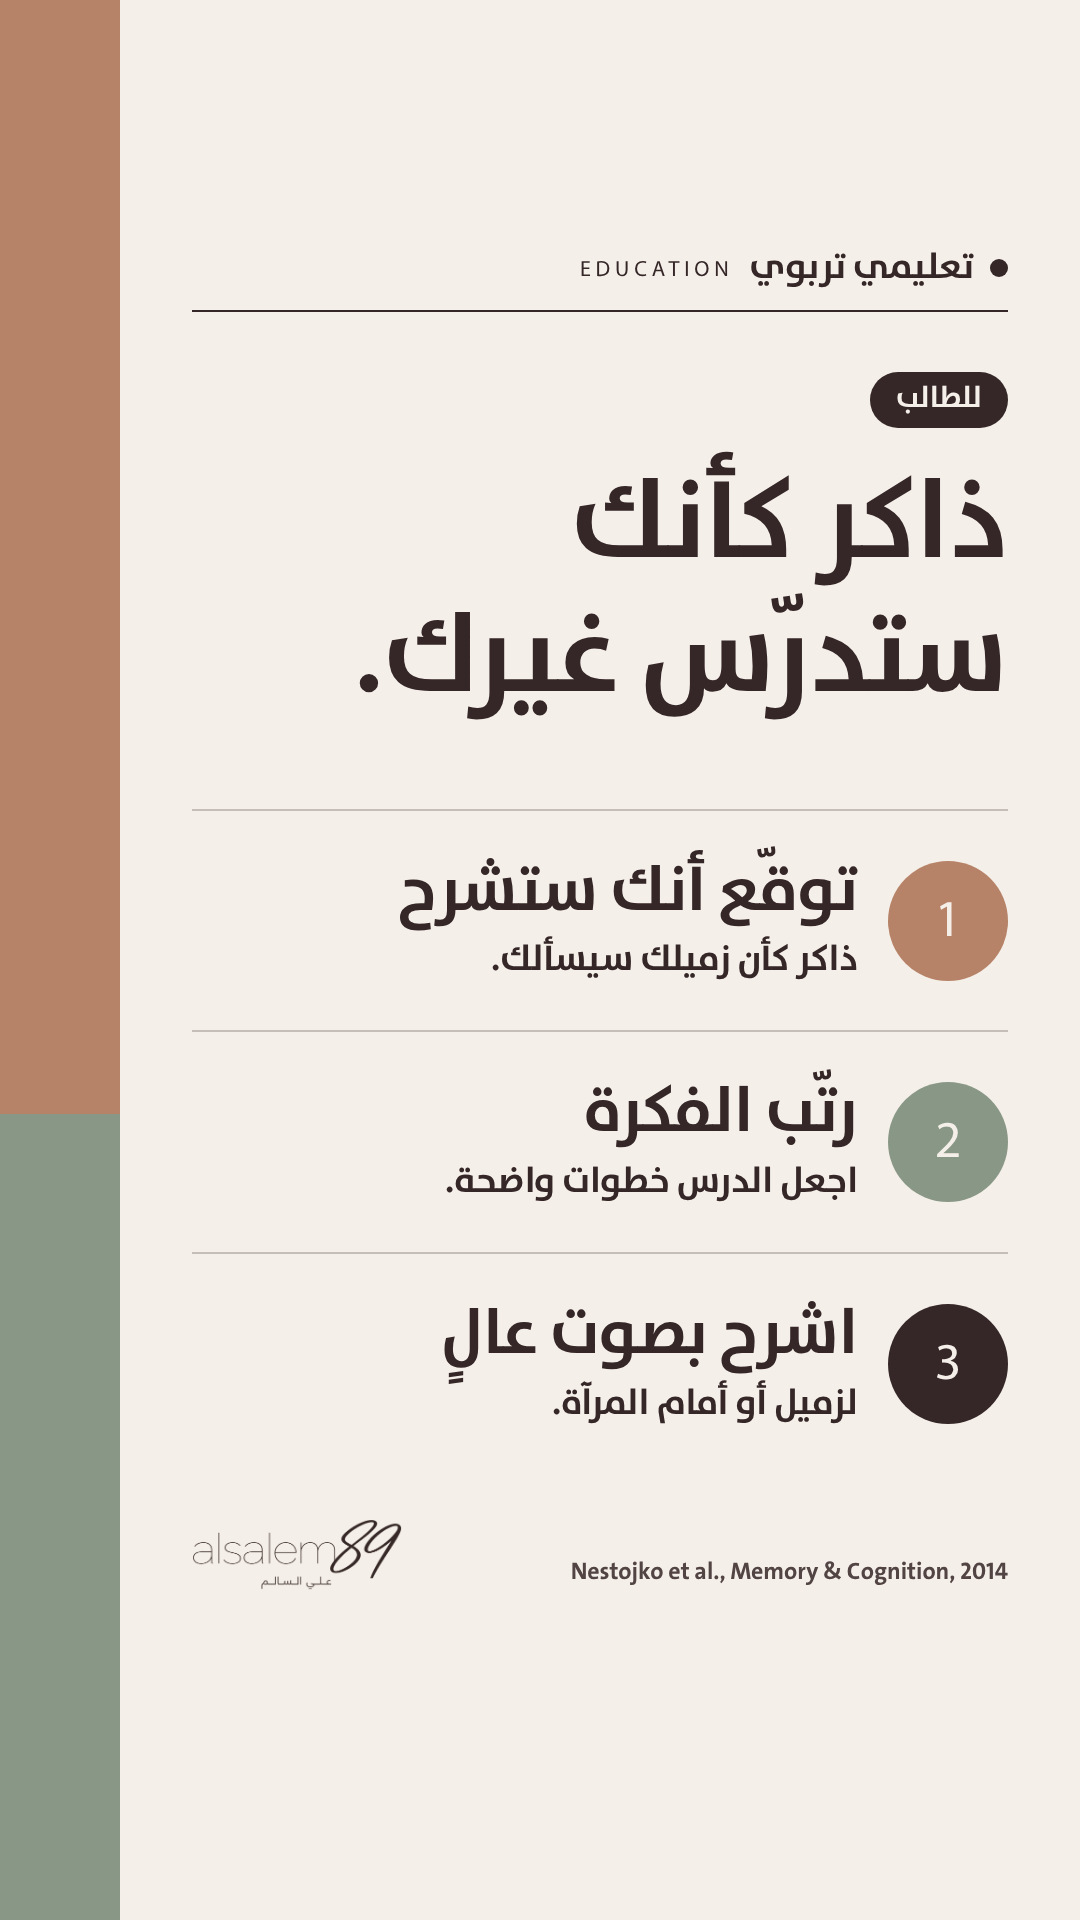 تعليمي تربوي EDUCATION
للطالب
ذاكر كأنك
ستدرّس غيرك.
1
توقّع أنك ستشرح
ذاكر كأن زميلك سيسألك.
2
رتّب الفكرة
اجعل الدرس خطوات واضحة.
3
اشرح بصوت عالٍ
لزميل أو أمام المرآة.
Nestojko et al., Memory & Cognition, 2014
alsalem89
علي السالم